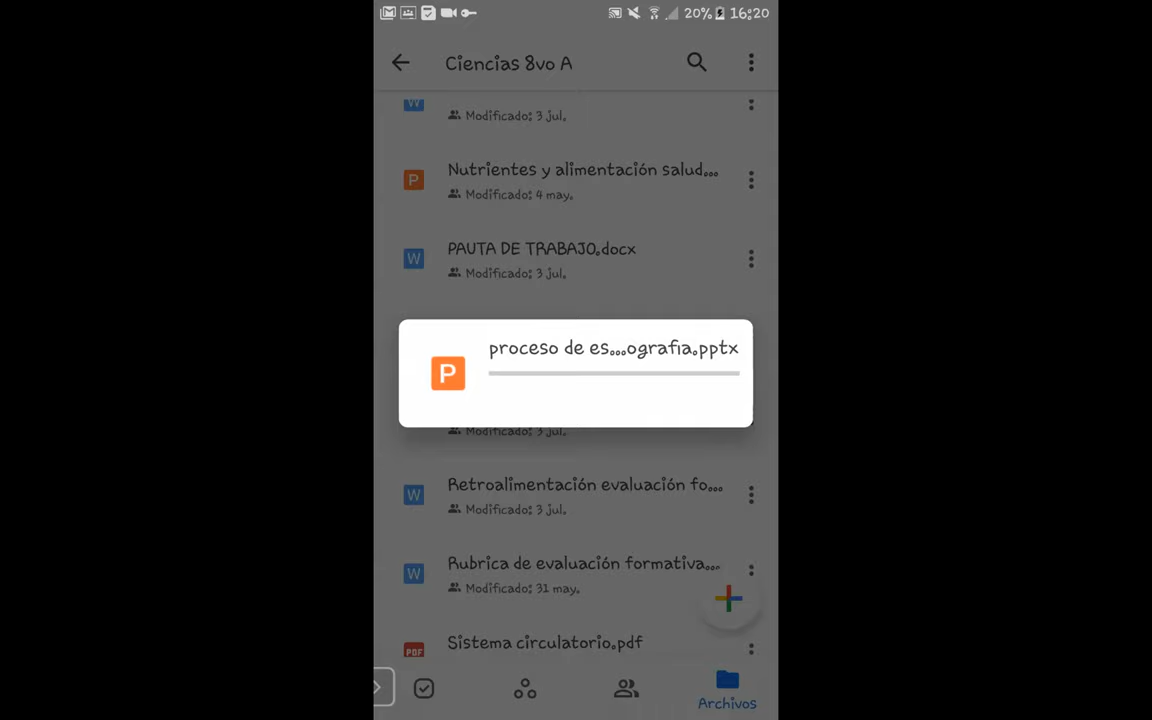 20% 16:20
Ciencias 8vo A
W
Modificado: 3 jul.
Nutrientes y alimentación salud...
P
Modificado: 4 may.
PAUTA DE TRABAJO.docx
W
Modificado: 3 jul.
proceso de es...ografia.pptx
P
Modificado: 3 jul.
Retroalimentación evaluación fo...
W
Modificado: 3 jul.
Rubrica de evaluación formativa...
W
Modificado: 31 may.
Sistema circulatorio.pdf
PDF
Archivos